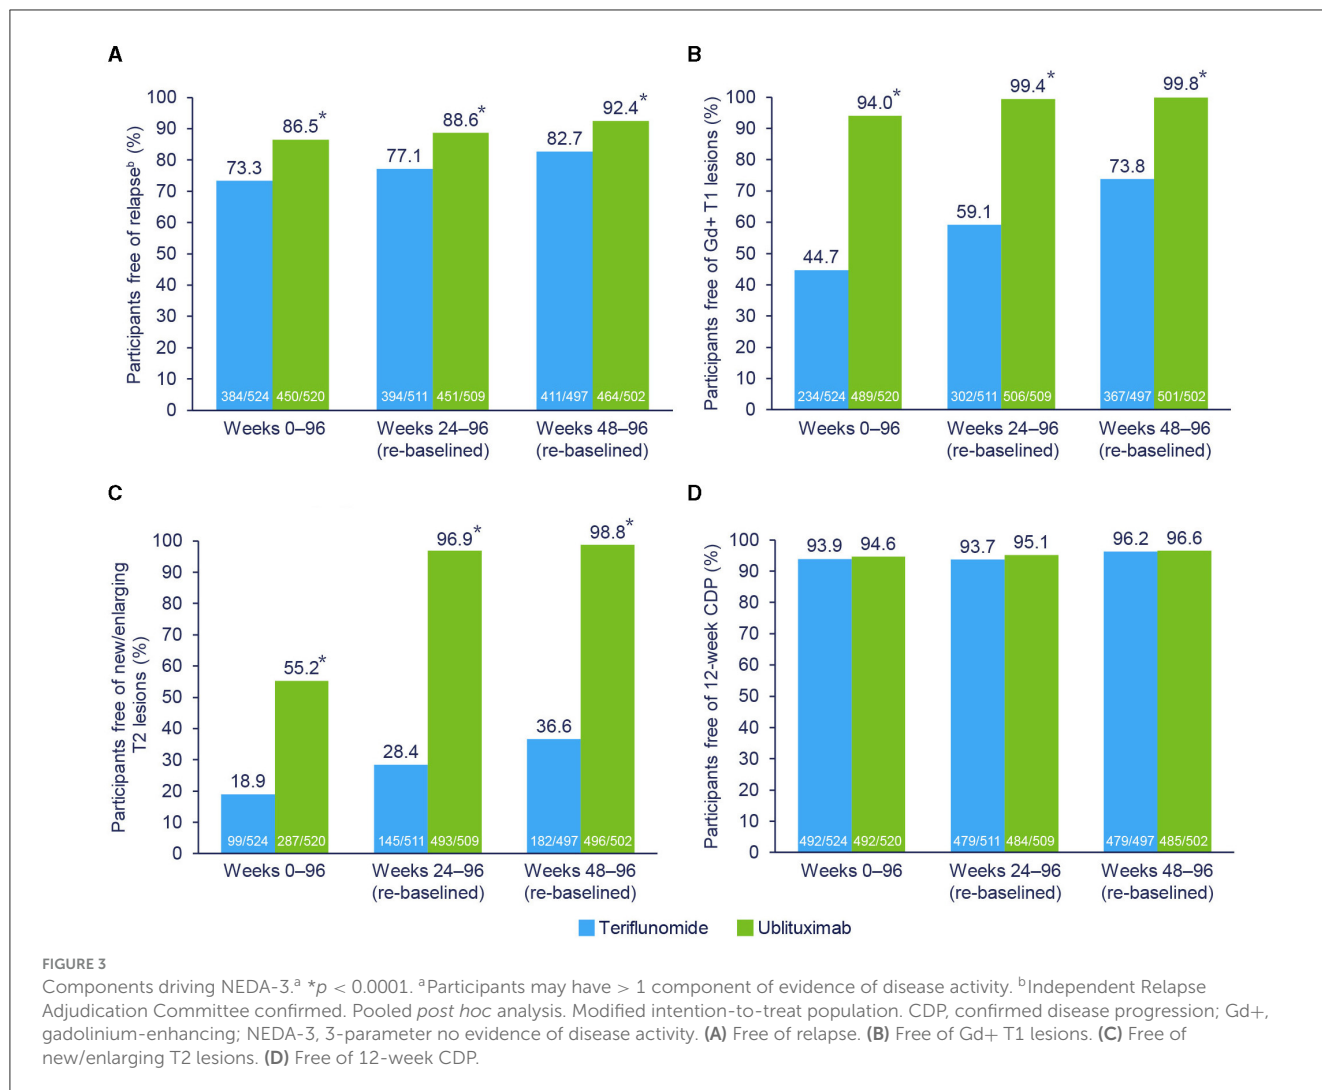 A
Participants free of relapseᵇ (%)
100
90
80
70
60
50
40
30
20
10
0
73.3
86.5*
77.1
88.6*
82.7
92.4*
384/524 450/520 394/511 451/509 411/497 464/502
Weeks 0–96 Weeks 24–96 Weeks 48–96
(re-baselined) (re-baselined)
B
Participants free of Gd+ T1 lesions (%)
100
90
80
70
60
50
40
30
20
10
0
44.7
94.0*
59.1
99.4*
73.8
99.8*
234/524 489/520 302/511 506/509 367/497 501/502
Weeks 0–96 Weeks 24–96 Weeks 48–96
(re-baselined) (re-baselined)
C
Participants free of new/enlarging
T2 lesions (%)
100
90
80
70
60
50
40
30
20
10
0
18.9
55.2*
28.4
96.9*
36.6
98.8*
99/524 287/520 145/511 493/509 182/497 496/502
Weeks 0–96 Weeks 24–96 Weeks 48–96
(re-baselined) (re-baselined)
D
Participants free of 12-week CDP (%)
100
90
80
70
60
50
40
30
20
10
0
93.9
94.6
93.7
95.1
96.2
96.6
492/524 492/520 479/511 484/509 479/497 485/502
Weeks 0–96 Weeks 24–96 Weeks 48–96
(re-baselined) (re-baselined)
Teriflunomide Ublituximab
FIGURE 3
Components driving NEDA-3.ᵃ *p < 0.0001. ᵃParticipants may have > 1 component of evidence of disease activity. ᵇIndependent Relapse
Adjudication Committee confirmed. Pooled post hoc analysis. Modified intention-to-treat population. CDP, confirmed disease progression; Gd+,
gadolinium-enhancing; NEDA-3, 3-parameter no evidence of disease activity. (A) Free of relapse. (B) Free of Gd+ T1 lesions. (C) Free of
new/enlarging T2 lesions. (D) Free of 12-week CDP.